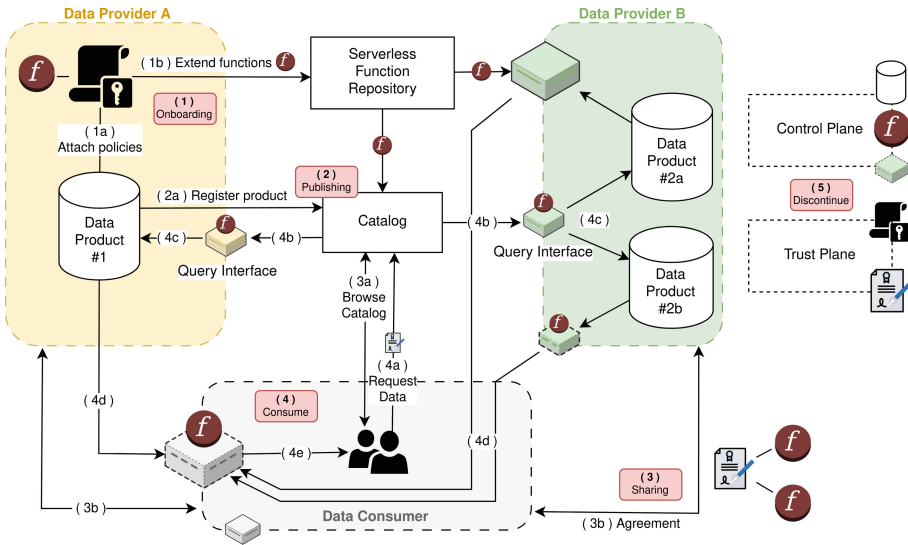 Data Provider A
Data Provider B
f
( 1b ) Extend functions
f
Serverless
Function
Repository
f
( 1 )
Onboarding
( 1a )
Attach policies
f
Data
Product
#2a
Control Plane
f
( 2 )
Publishing
( 2a ) Register product
Data
Product
#1
( 4c )
f
( 4b )
Query Interface
Catalog
( 4b )
f
( 4c )
Query Interface
( 5 )
Discontinue
Trust Plane
Data
Product
#2b
f
( 3a )
Browse
Catalog
( 4a )
Request
Data
( 4d )
( 4 )
Consume
f
( 4e )
( 4d )
( 3 )
Sharing
f
f
( 3b )
Data Consumer
( 3b ) Agreement